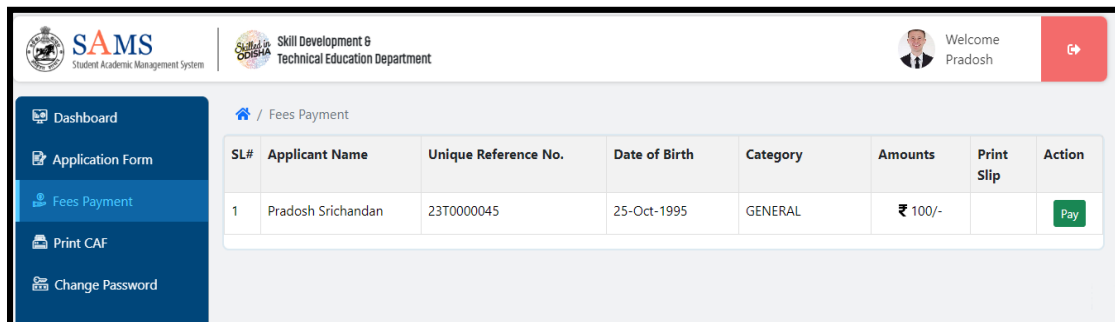 SAMS
Student Academic Management System
Skilled in
ODISHA
Skill Development &
Technical Education Department
Welcome
Pradosh
Dashboard
Application Form
Fees Payment
Print CAF
Change Password
/ Fees Payment
SL# Applicant Name Unique Reference No. Date of Birth Category Amounts Print Slip Action
1 Pradosh Srichandan 23T0000045 25-Oct-1995 GENERAL ₹ 100/- Pay